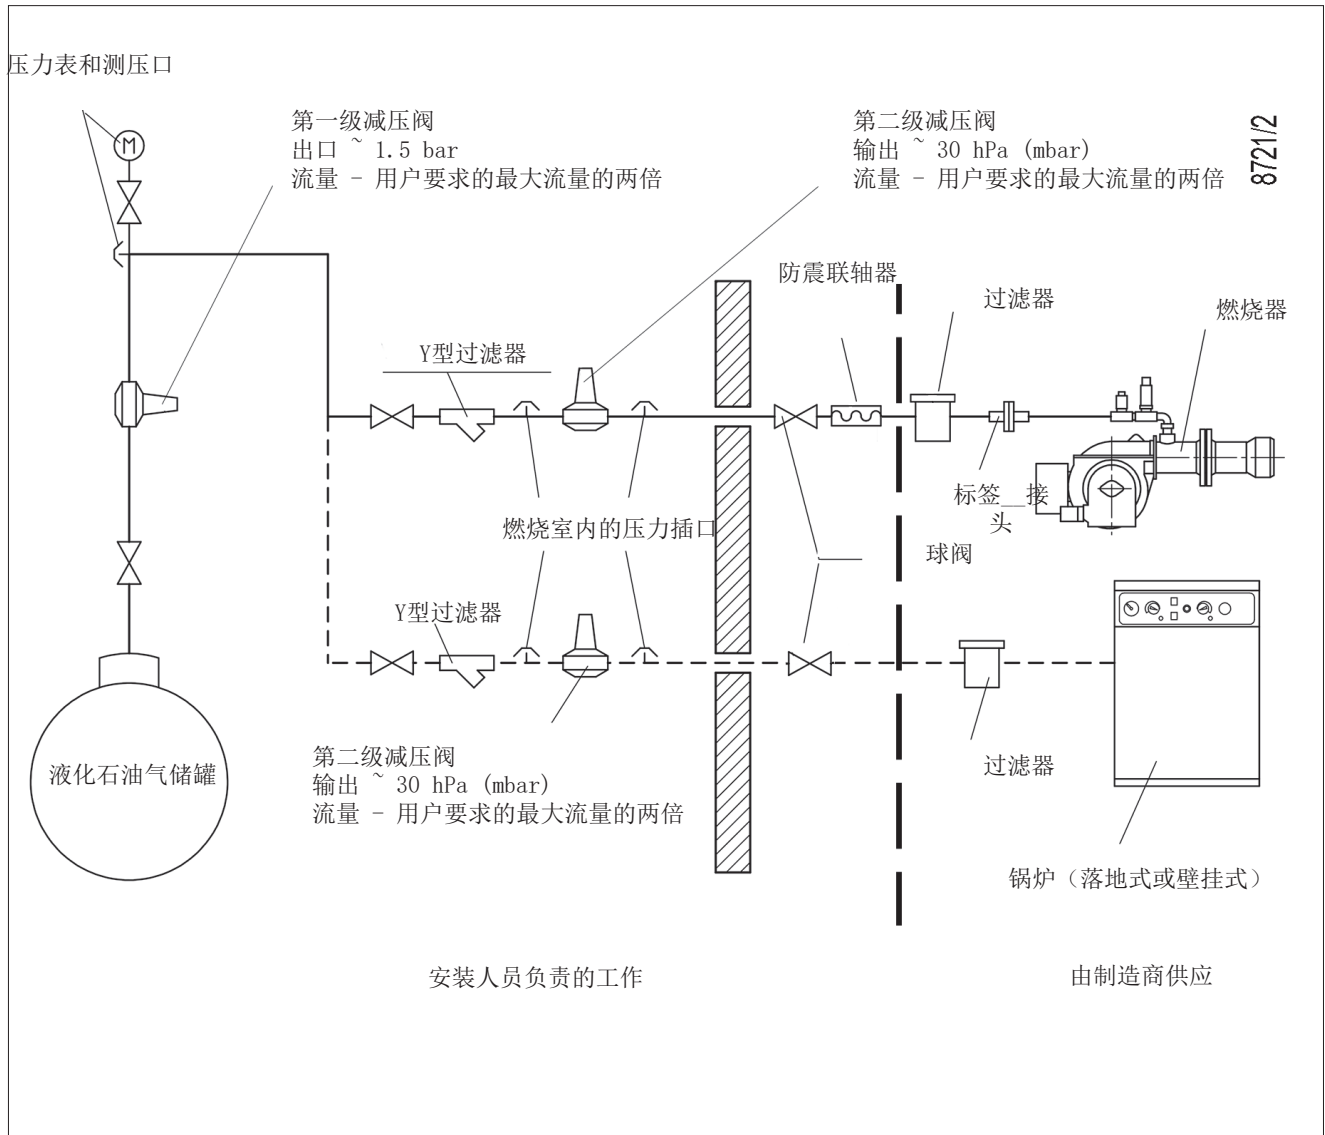 压力表和测压口
M
第一级减压阀
出口 ~ 1.5 bar
流量 - 用户要求的最大流量的两倍
第二级减压阀
输出 ~ 30 hPa (mbar)
流量 - 用户要求的最大流量的两倍
8721/2
防震联轴器
过滤器
燃烧器
Y型过滤器
标签__接
头
燃烧室内的压力插口
球阀
Y型过滤器
第二级减压阀
输出 ~ 30 hPa (mbar)
流量 - 用户要求的最大流量的两倍
液化石油气储罐
过滤器
锅炉（落地式或壁挂式）
安装人员负责的工作
由制造商供应